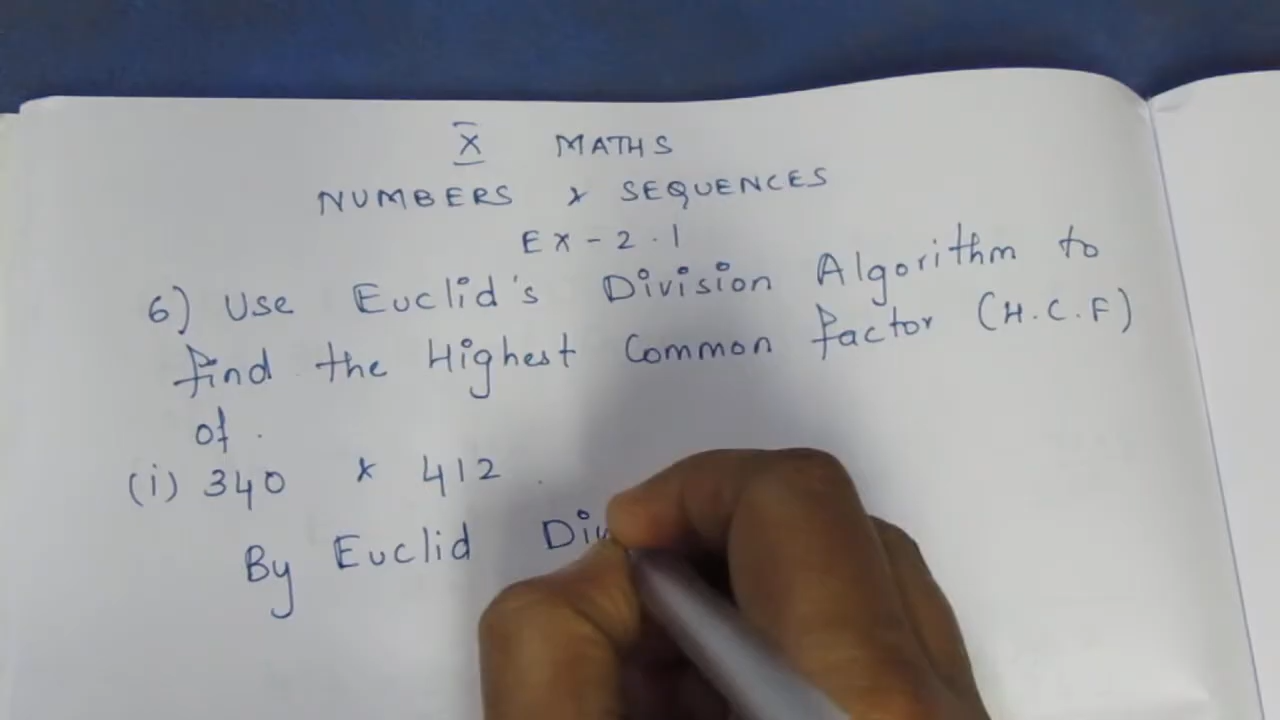 X MATHS
NUMBERS & SEQUENCES
EX-2.1
6) Use Euclid's Division Algorithm to
find the Highest Common factor (H.C.F)
of.
(i) 340 & 412.
By Euclid